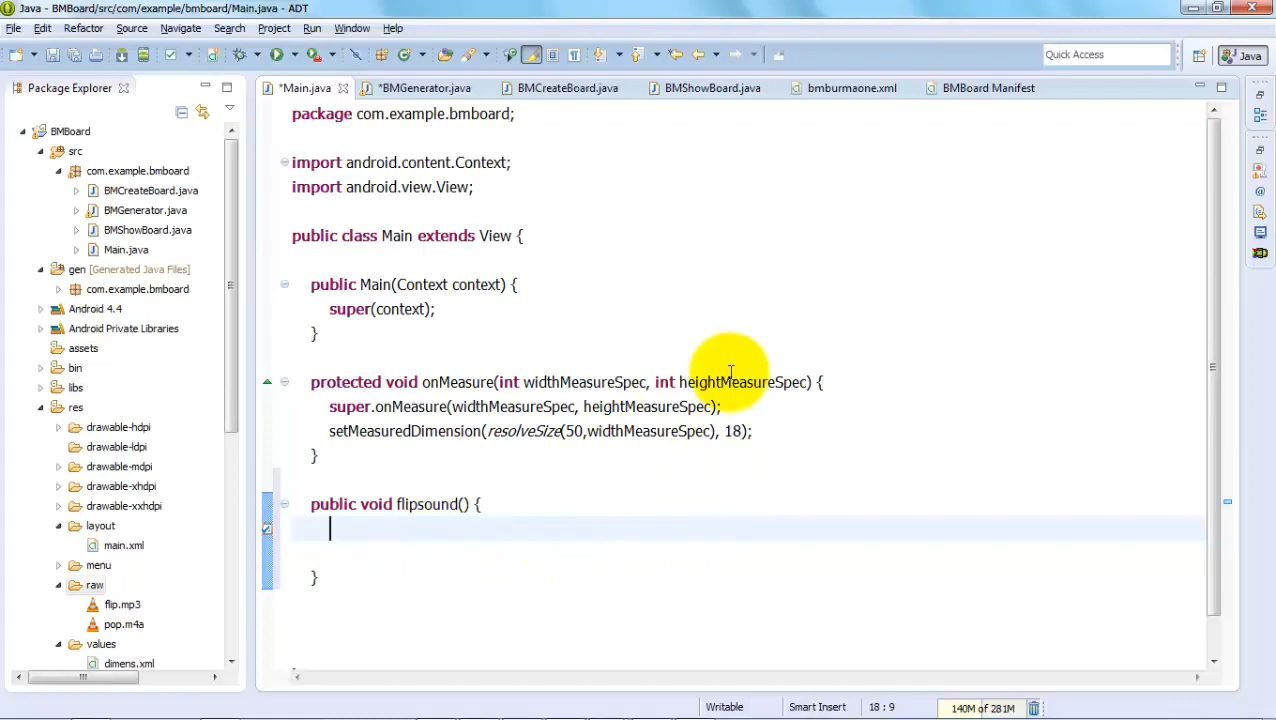 Java - BMBoard/src/com/example/bmboard/Main.java - ADT
File Edit Refactor Source Navigate Search Project Run Window Help
Quick Access
Java
Package Explorer
*Main.java
*BMGenerator.java
BMCreateBoard.java
BMShowBoard.java
bmburmaone.xml
BMBoard Manifest
BMBoard
src
com.example.bmboard
BMCreateBoard.java
BMGenerator.java
BMShowBoard.java
Main.java
gen [Generated Java Files]
com.example.bmboard
Android 4.4
Android Private Libraries
assets
bin
libs
res
drawable-hdpi
drawable-ldpi
drawable-mdpi
drawable-xhdpi
drawable-xxhdpi
layout
main.xml
menu
raw
flip.mp3
pop.m4a
values
dimens.xml
package com.example.bmboard;
import android.content.Context;
import android.view.View;
public class Main extends View {
public Main(Context context) {
super(context);
}
protected void onMeasure(int widthMeasureSpec, int heightMeasureSpec) {
super.onMeasure(widthMeasureSpec, heightMeasureSpec);
setMeasuredDimension(resolveSize(50,widthMeasureSpec), 18);
}
public void flipsound() {
}
Writable
Smart Insert
18 : 9
140M of 281M